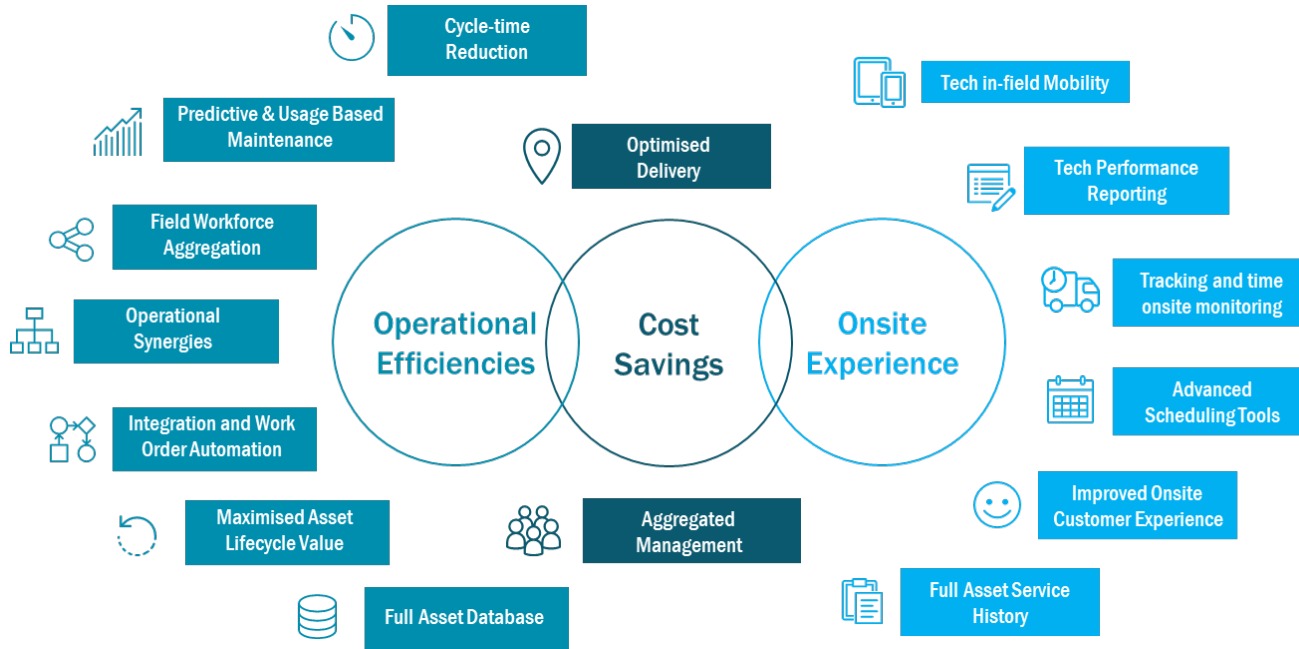 Cycle-time
Reduction
Tech in-field Mobility
Predictive & Usage Based
Maintenance
Optimised
Delivery
Tech Performance
Reporting
Field Workforce
Aggregation
Tracking and time
onsite monitoring
Operational
Synergies
Operational
Efficiencies
Cost
Savings
Onsite
Experience
Advanced
Scheduling Tools
Integration and Work
Order Automation
Improved Onsite
Customer Experience
Maximised Asset
Lifecycle Value
Aggregated
Management
Full Asset Service
History
Full Asset Database